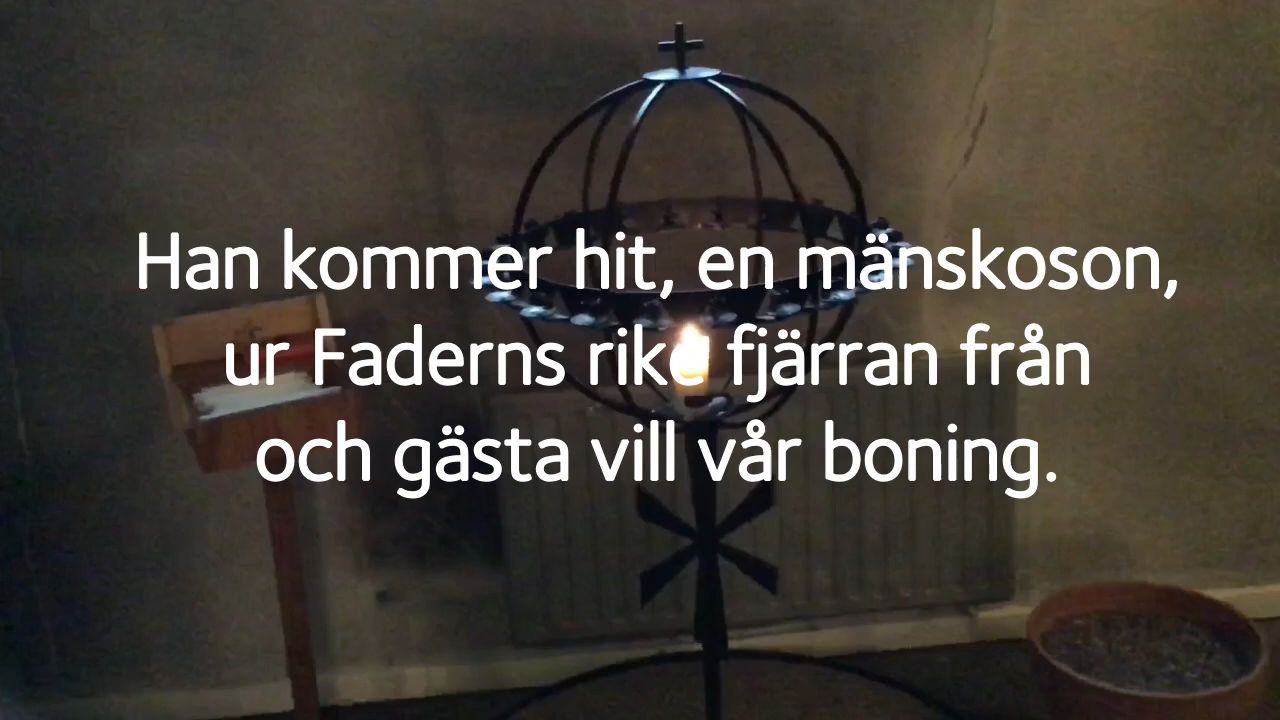 Han kommer hit, en mänskoson,
ur Faderns rike fjärran från
och gästa vill vår boning.